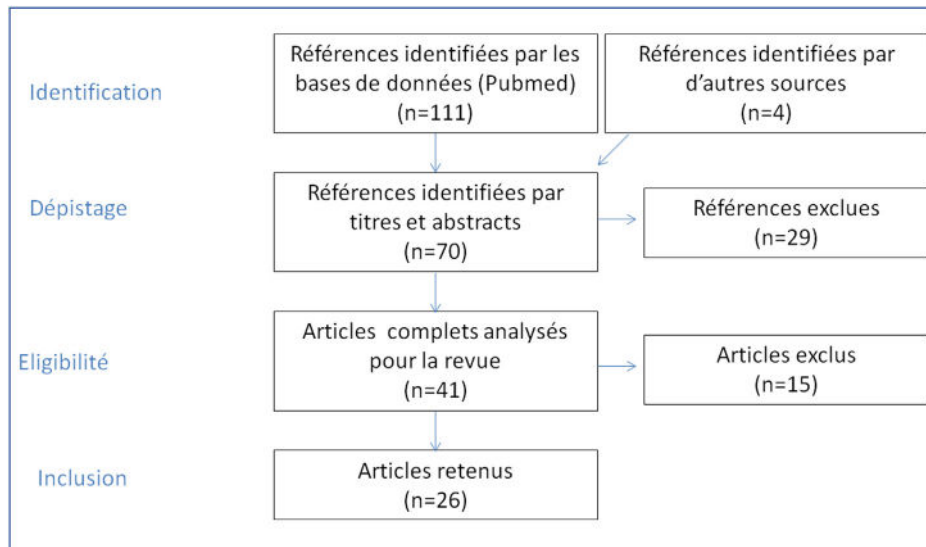 Identification
Références identifiées par les
bases de données (Pubmed)
(n=111)
Références identifiées par
d'autres sources
(n=4)
Dépistage
Références identifiées par
titres et abstracts
(n=70)
Références exclues
(n=29)
Eligibilité
Articles complets analysés
pour la revue
(n=41)
Articles exclus
(n=15)
Inclusion
Articles retenus
(n=26)